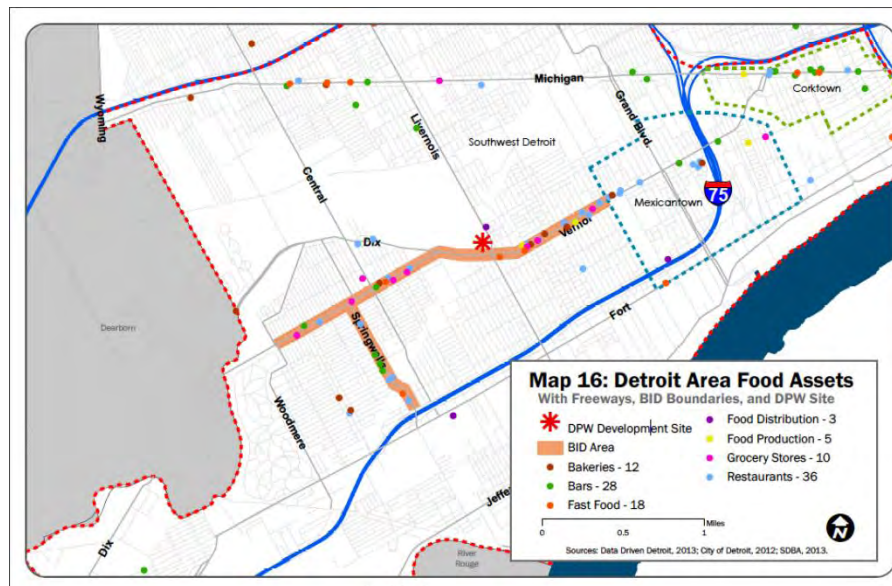 Michigan
Corktown
Wyoming
Livernois
Grand Blvd.
Southwest Detroit
Central
75
Mexicantown
Vernor
Dix
Fort
Dearborn
Springwells
Woodmere
Map 16: Detroit Area Food Assets
With Freeways, BID Boundaries, and DPW Site
DPW Development Site
BID Area
Bakeries - 12
Bars - 28
Fast Food - 18
Food Distribution - 3
Food Production - 5
Grocery Stores - 10
Restaurants - 36
Jeffe
0 0.5 1 Miles
N
Sources: Data Driven Detroit, 2013; City of Detroit, 2012; SDBA, 2013.
Dix
River
Rouge